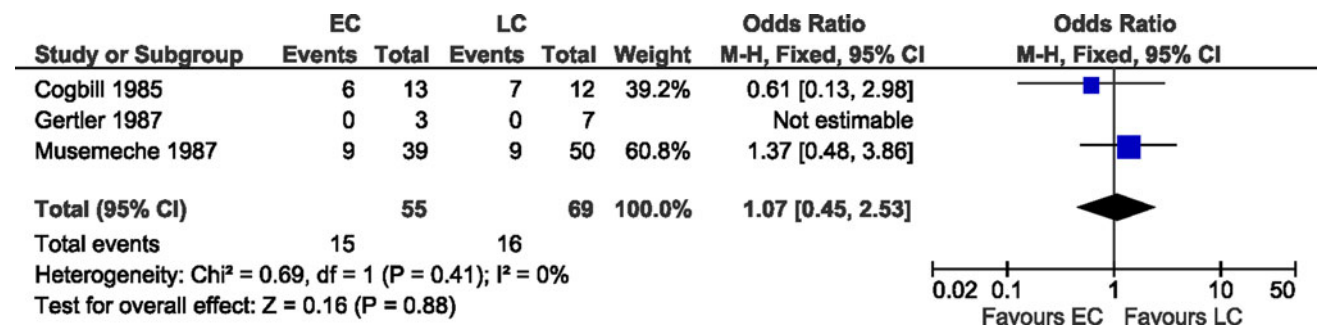 EC LC Odds Ratio Odds Ratio
Study or Subgroup Events Total Events Total Weight M-H, Fixed, 95% CI M-H, Fixed, 95% CI
Cogbill 1985 6 13 7 12 39.2% 0.61 [0.13, 2.98]
Gertler 1987 0 3 0 7 Not estimable
Musemeche 1987 9 39 9 50 60.8% 1.37 [0.48, 3.86]
Total (95% CI) 55 69 100.0% 1.07 [0.45, 2.53]
Total events 15 16
Heterogeneity: Chi² = 0.69, df = 1 (P = 0.41); I² = 0%
Test for overall effect: Z = 0.16 (P = 0.88)
0.02 0.1 1 10 50
Favours EC Favours LC